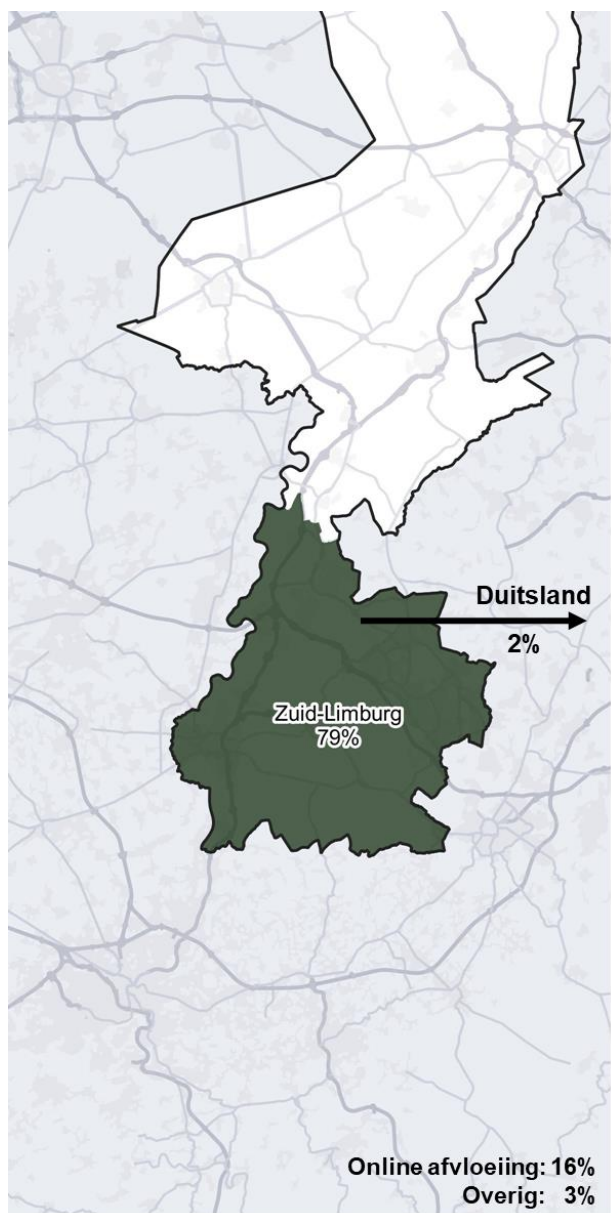 Duitsland
2%
Zuid-Limburg
79%
Online afvloeiing: 16%
Overig: 3%